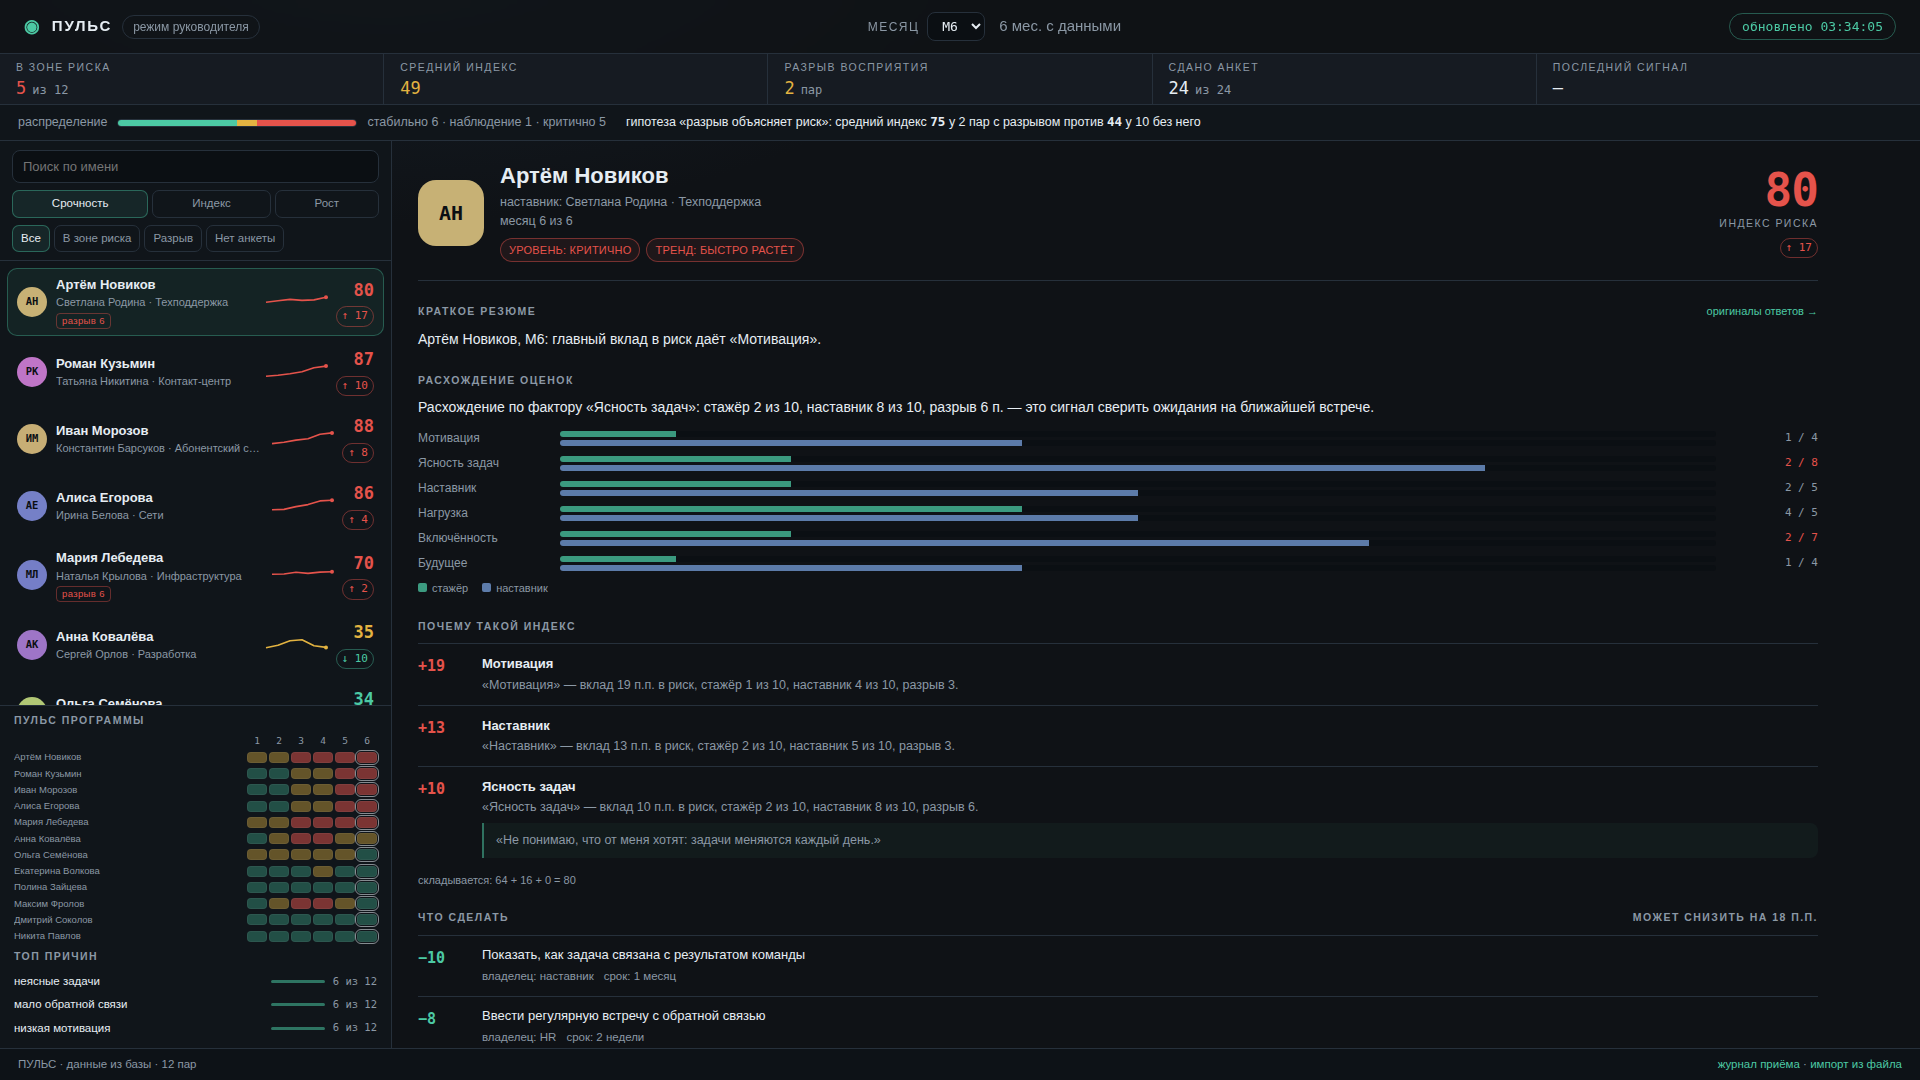 ◉ ПУЛЬС режим руководителя МЕСЯЦ М6 6 мес. с данными обновлено 03:34:05
В ЗОНЕ РИСКА
5 из 12
СРЕДНИЙ ИНДЕКС
49
РАЗРЫВ ВОСПРИЯТИЯ
2 пар
СДАНО АНКЕТ
24 из 24
ПОСЛЕДНИЙ СИГНАЛ
—
распределение стабильно 6 · наблюдение 1 · критично 5 гипотеза «разрыв объясняет риск»: средний индекс 75 у 2 пар с разрывом против 44 у 10 без него
Поиск по имени
Срочность Индекс Рост
Все В зоне риска Разрыв Нет анкеты
АН Артём Новиков
Светлана Родина · Техподдержка
разрыв 6
80
↑ 17
РК Роман Кузьмин
Татьяна Никитина · Контакт-центр
87
↑ 10
ИМ Иван Морозов
Константин Барсуков · Абонентский с…
88
↑ 8
АЕ Алиса Егорова
Ирина Белова · Сети
86
↑ 4
МЛ Мария Лебедева
Наталья Крылова · Инфраструктура
разрыв 6
70
↑ 2
АК Анна Ковалёва
Сергей Орлов · Разработка
35
↓ 10
Ольга Семёнова
34
ПУЛЬС ПРОГРАММЫ
1 2 3 4 5 6
Артём Новиков
Роман Кузьмин
Иван Морозов
Алиса Егорова
Мария Лебедева
Анна Ковалёва
Ольга Семёнова
Екатерина Волкова
Полина Зайцева
Максим Фролов
Дмитрий Соколов
Никита Павлов
ТОП ПРИЧИН
неясные задачи 6 из 12
мало обратной связи 6 из 12
низкая мотивация 6 из 12
АН
Артём Новиков
наставник: Светлана Родина · Техподдержка
месяц 6 из 6
УРОВЕНЬ: КРИТИЧНО ТРЕНД: БЫСТРО РАСТЁТ
80
ИНДЕКС РИСКА
↑ 17
КРАТКОЕ РЕЗЮМЕ оригиналы ответов →
Артём Новиков, М6: главный вклад в риск даёт «Мотивация».
РАСХОЖДЕНИЕ ОЦЕНОК
Расхождение по фактору «Ясность задач»: стажёр 2 из 10, наставник 8 из 10, разрыв 6 п. — это сигнал сверить ожидания на ближайшей встрече.
Мотивация 1 / 4
Ясность задач 2 / 8
Наставник 2 / 5
Нагрузка 4 / 5
Включённость 2 / 7
Будущее 1 / 4
стажёр наставник
ПОЧЕМУ ТАКОЙ ИНДЕКС
+19 Мотивация
«Мотивация» — вклад 19 п.п. в риск, стажёр 1 из 10, наставник 4 из 10, разрыв 3.
+13 Наставник
«Наставник» — вклад 13 п.п. в риск, стажёр 2 из 10, наставник 5 из 10, разрыв 3.
+10 Ясность задач
«Ясность задач» — вклад 10 п.п. в риск, стажёр 2 из 10, наставник 8 из 10, разрыв 6.
«Не понимаю, что от меня хотят: задачи меняются каждый день.»
складывается: 64 + 16 + 0 = 80
ЧТО СДЕЛАТЬ МОЖЕТ СНИЗИТЬ НА 18 П.П.
−10 Показать, как задача связана с результатом команды
владелец: наставник срок: 1 месяц
−8 Ввести регулярную встречу с обратной связью
владелец: HR срок: 2 недели
ПУЛЬС · данные из базы · 12 пар журнал приёма · импорт из файла